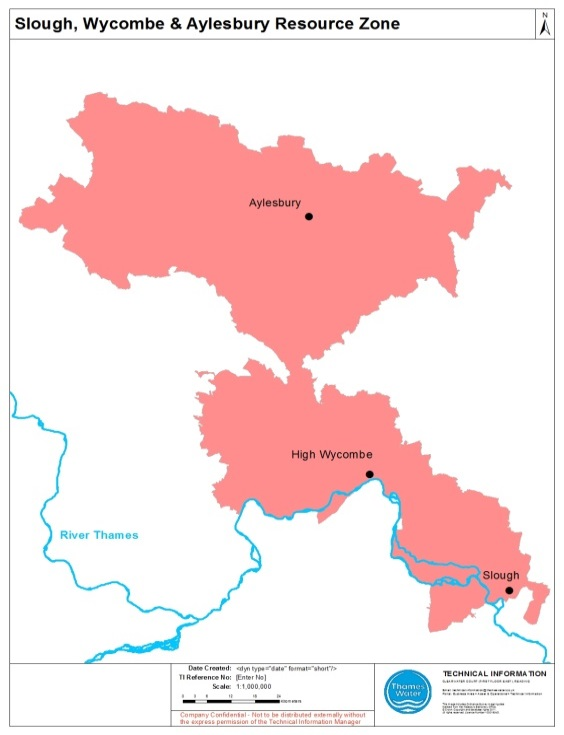 Slough, Wycombe & Aylesbury Resource Zone
N
Aylesbury
High Wycombe
River Thames
Slough
Date Created: <dyn type="date" format="short"/>
TI Reference No: [Enter No]
Scale: 1:1,000,000
Company Confidential - Not to be distributed externally without
the express permission of the Technical Information Manager
Thames
Water
TECHNICAL INFORMATION